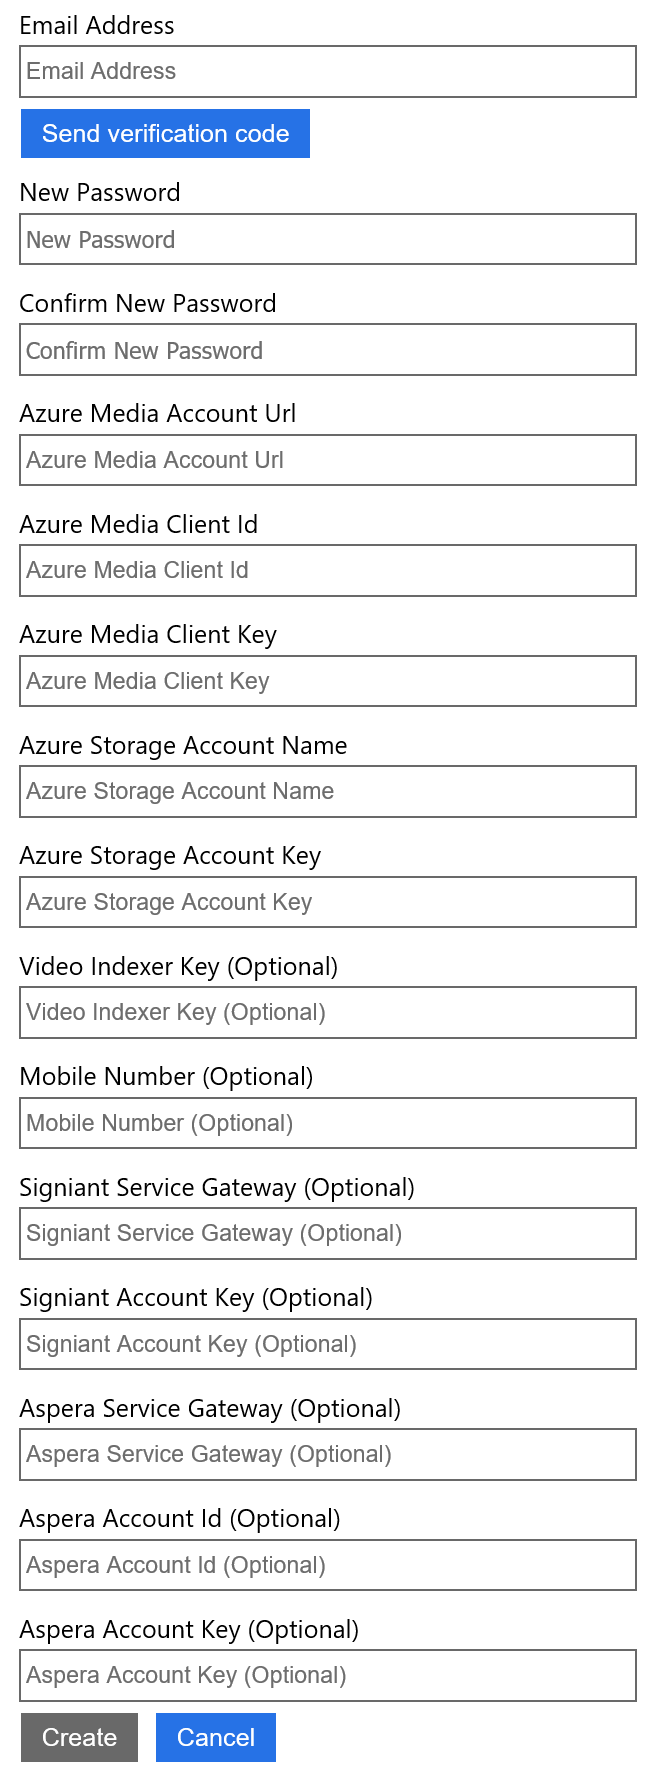 Email Address
Email Address
Send verification code
New Password
New Password
Confirm New Password
Confirm New Password
Azure Media Account Url
Azure Media Account Url
Azure Media Client Id
Azure Media Client Id
Azure Media Client Key
Azure Media Client Key
Azure Storage Account Name
Azure Storage Account Name
Azure Storage Account Key
Azure Storage Account Key
Video Indexer Key (Optional)
Video Indexer Key (Optional)
Mobile Number (Optional)
Mobile Number (Optional)
Signiant Service Gateway (Optional)
Signiant Service Gateway (Optional)
Signiant Account Key (Optional)
Signiant Account Key (Optional)
Aspera Service Gateway (Optional)
Aspera Service Gateway (Optional)
Aspera Account Id (Optional)
Aspera Account Id (Optional)
Aspera Account Key (Optional)
Aspera Account Key (Optional)
Create Cancel